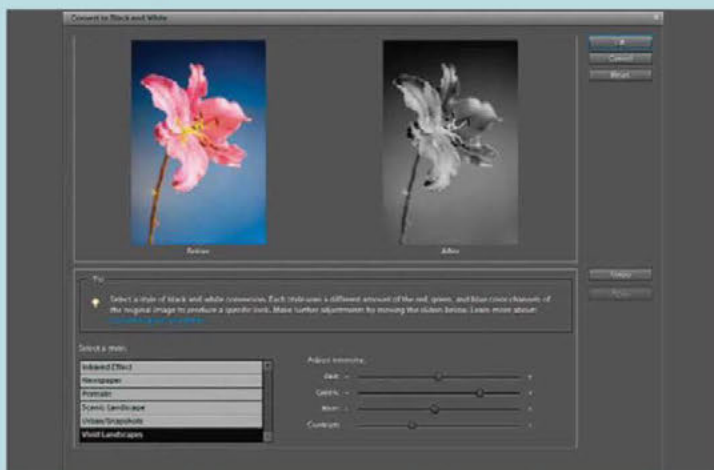 Convert to Black and White
OK
Cancel
Reset
Before
After
Tip
Select a style of black and white conversion. Each style uses a different amount of the red, green, and blue color channels of
the original image to produce a specific look. Make further adjustments by moving the sliders below. Learn more about:
Select a style:
Infrared Effect
Newspaper
Portraits
Scenic Landscape
Urban/Snapshots
Vivid Landscapes
Adjust Intensity:
Red:
Green:
Blue:
Contrast:
Undo
Redo